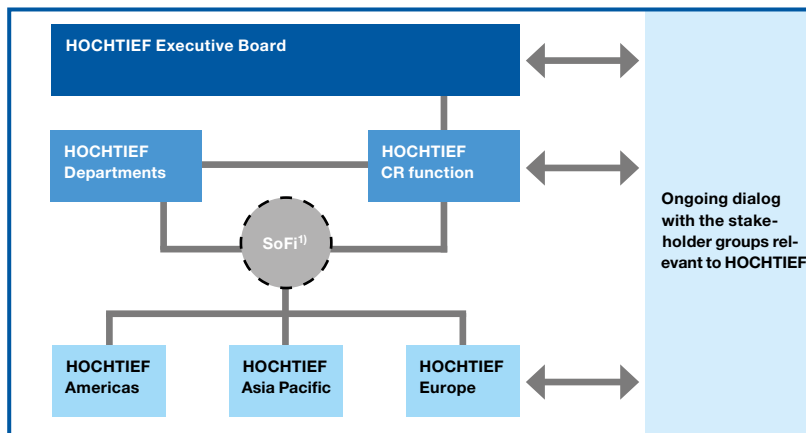 HOCHTIEF Executive Board
HOCHTIEF
Departments
HOCHTIEF
CR function
SoFi¹⁾
Ongoing dialog
with the stake-
holder groups rel-
evant to HOCHTIEF
HOCHTIEF
Americas
HOCHTIEF
Asia Pacific
HOCHTIEF
Europe